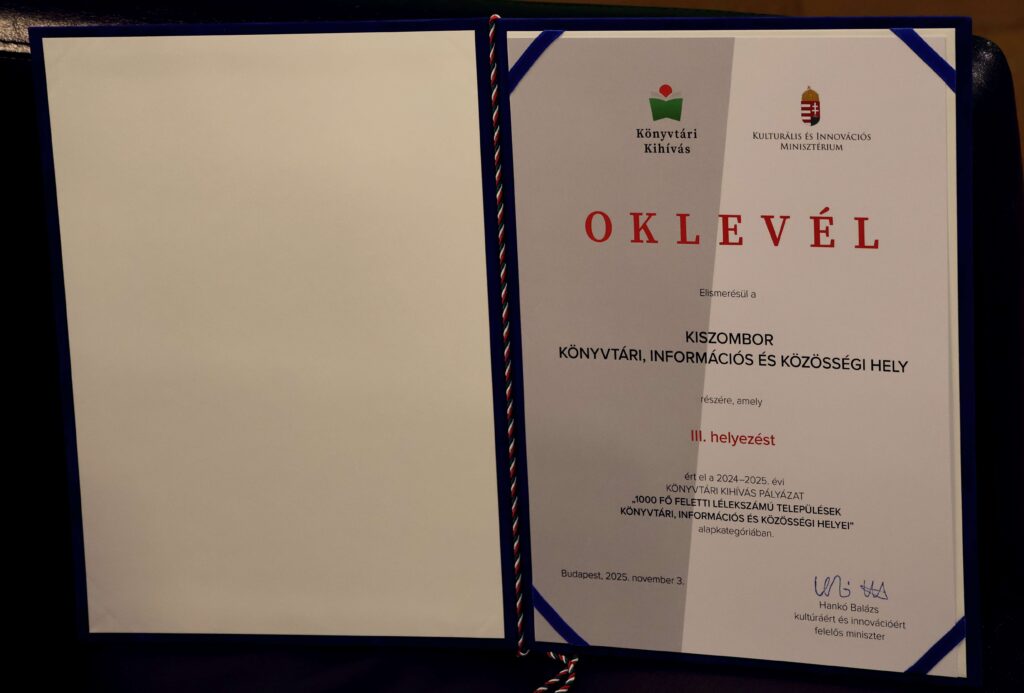 Könyvtári
Kihívás
KULTURÁLIS ÉS INNOVÁCIÓS
MINISZTÉRIUM
OKLEVÉL
Elismerésül a
KISZOMBOR
KÖNYVTÁRI, INFORMÁCIÓS ÉS KÖZÖSSÉGI HELY
részére, amely
III. helyezést
ért el a 2024–2025. évi
KÖNYVTÁRI KIHÍVÁS PÁLYÁZAT
„1000 FŐ FELETTI LÉLEKSZÁMÚ TELEPÜLÉSEK
KÖNYVTÁRI, INFORMÁCIÓS ÉS KÖZÖSSÉGI HELYEI”
alapkategóriában.
Budapest, 2025. november 3.
Hankó Balázs
kultúráért és innovációért
felelős miniszter